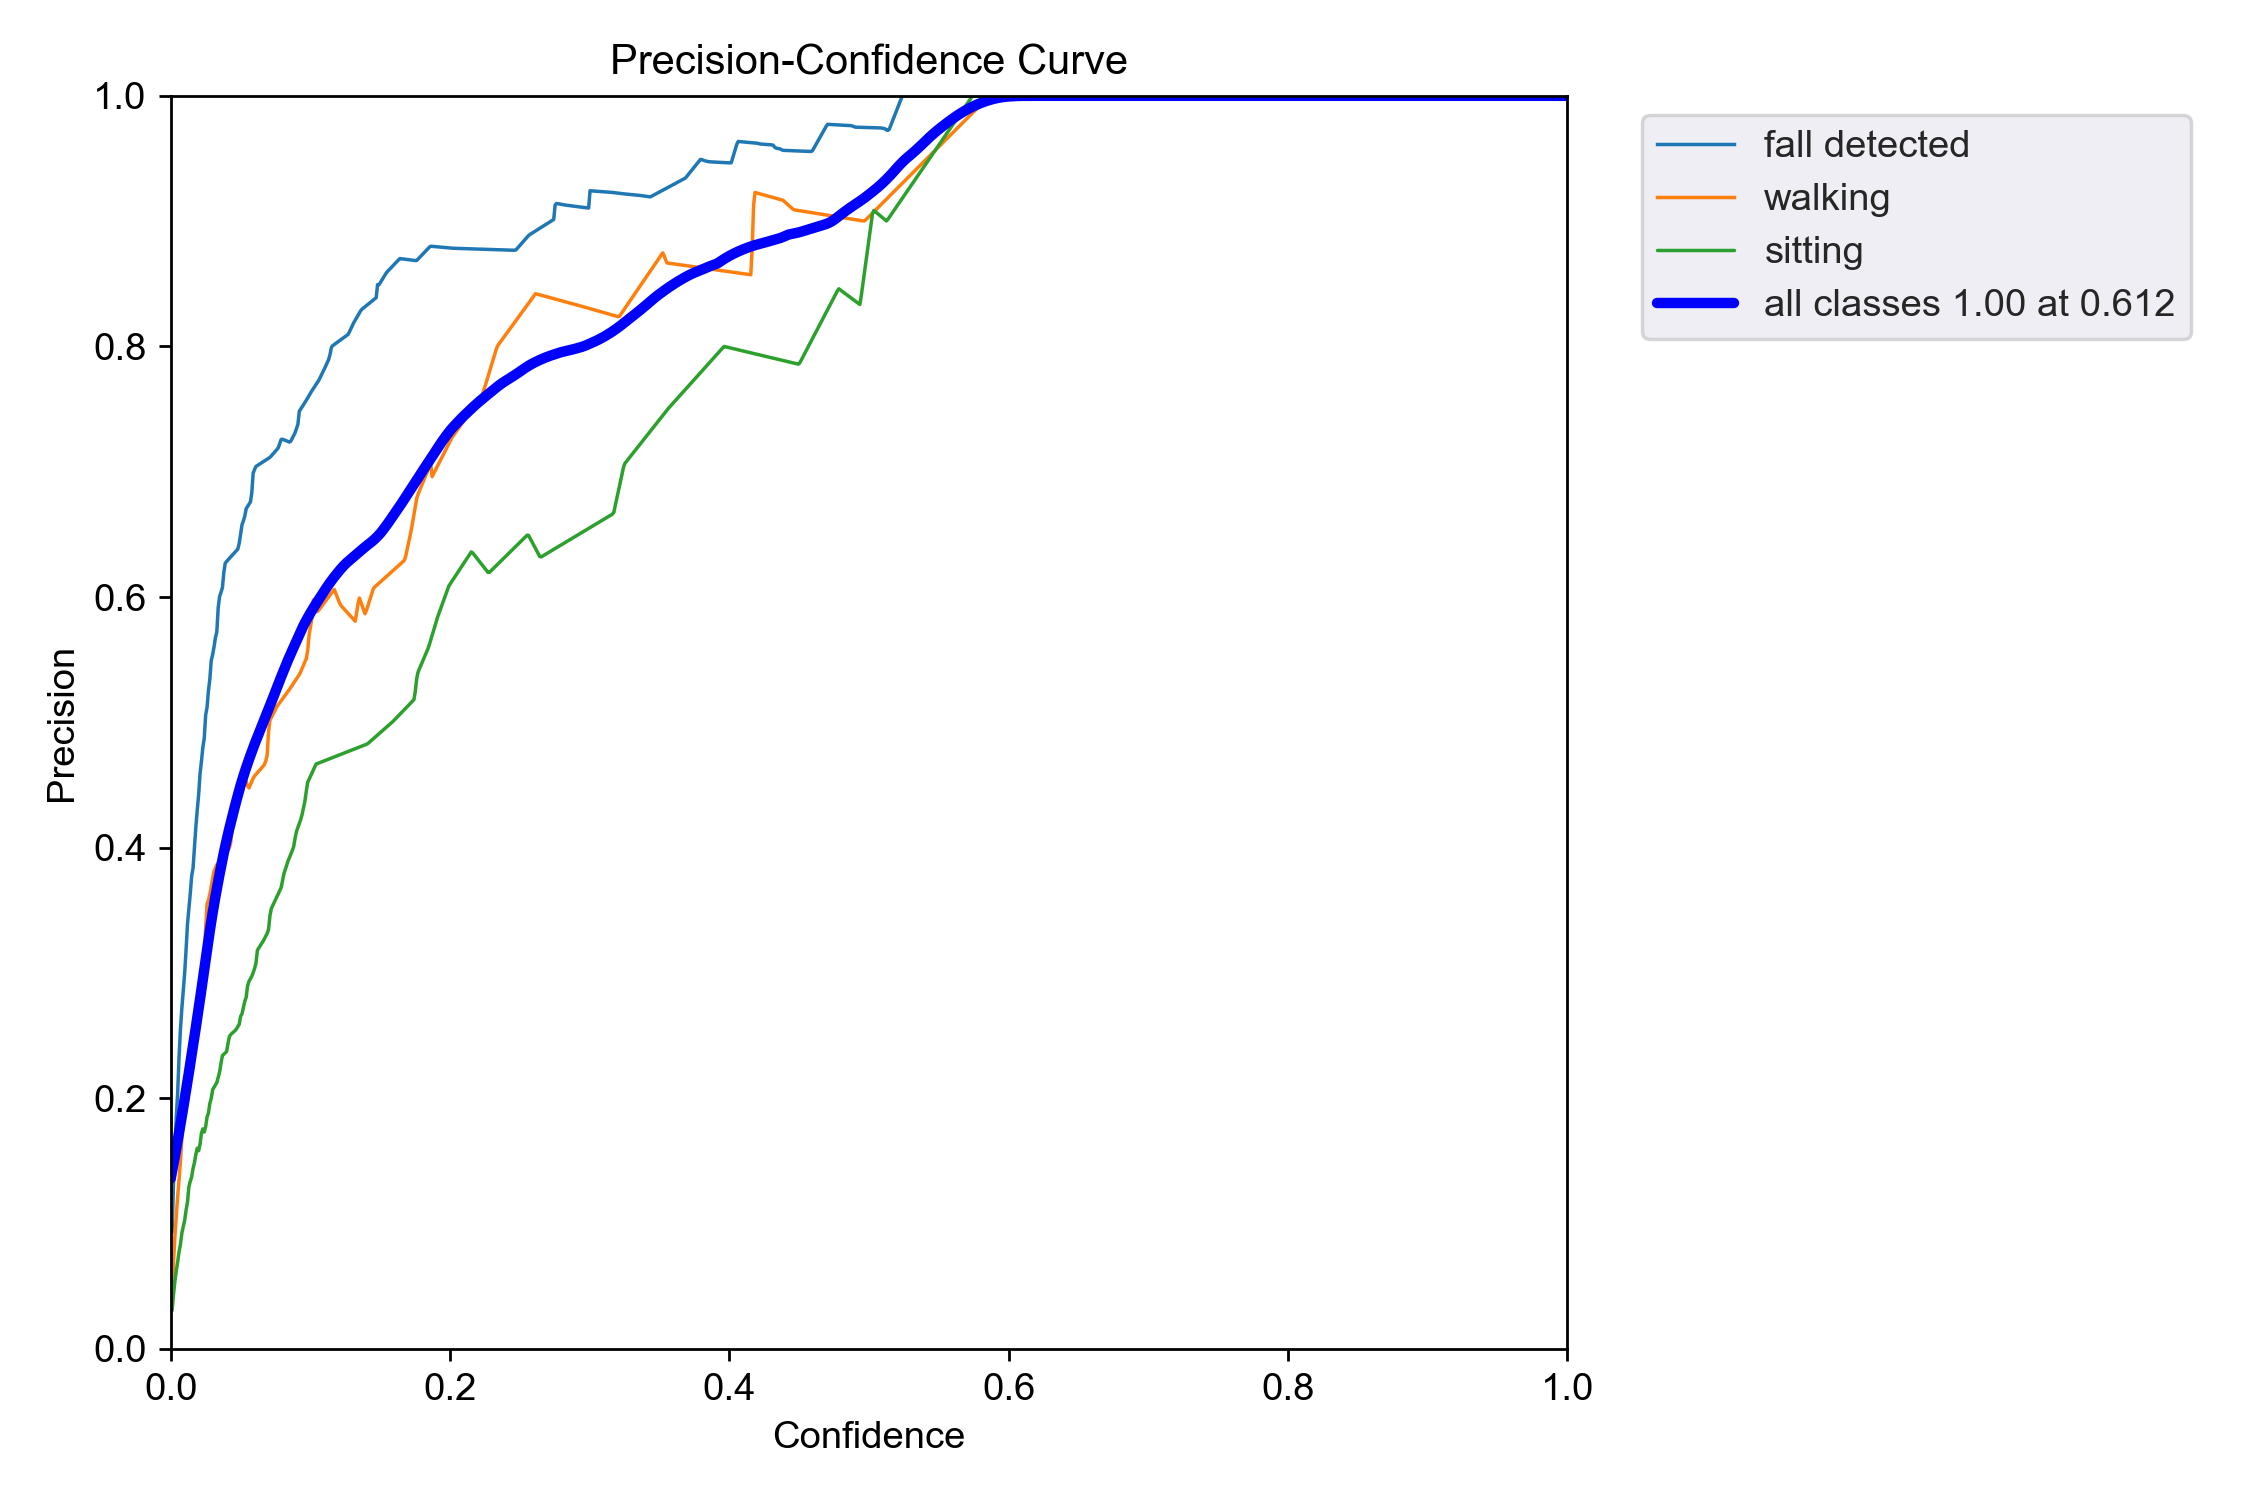 Precision-Confidence Curve
1.0
0.8
0.6
0.4
0.2
0.0
Precision
0.0 0.2 0.4 0.6 0.8 1.0
Confidence
fall detected
walking
sitting
all classes 1.00 at 0.612